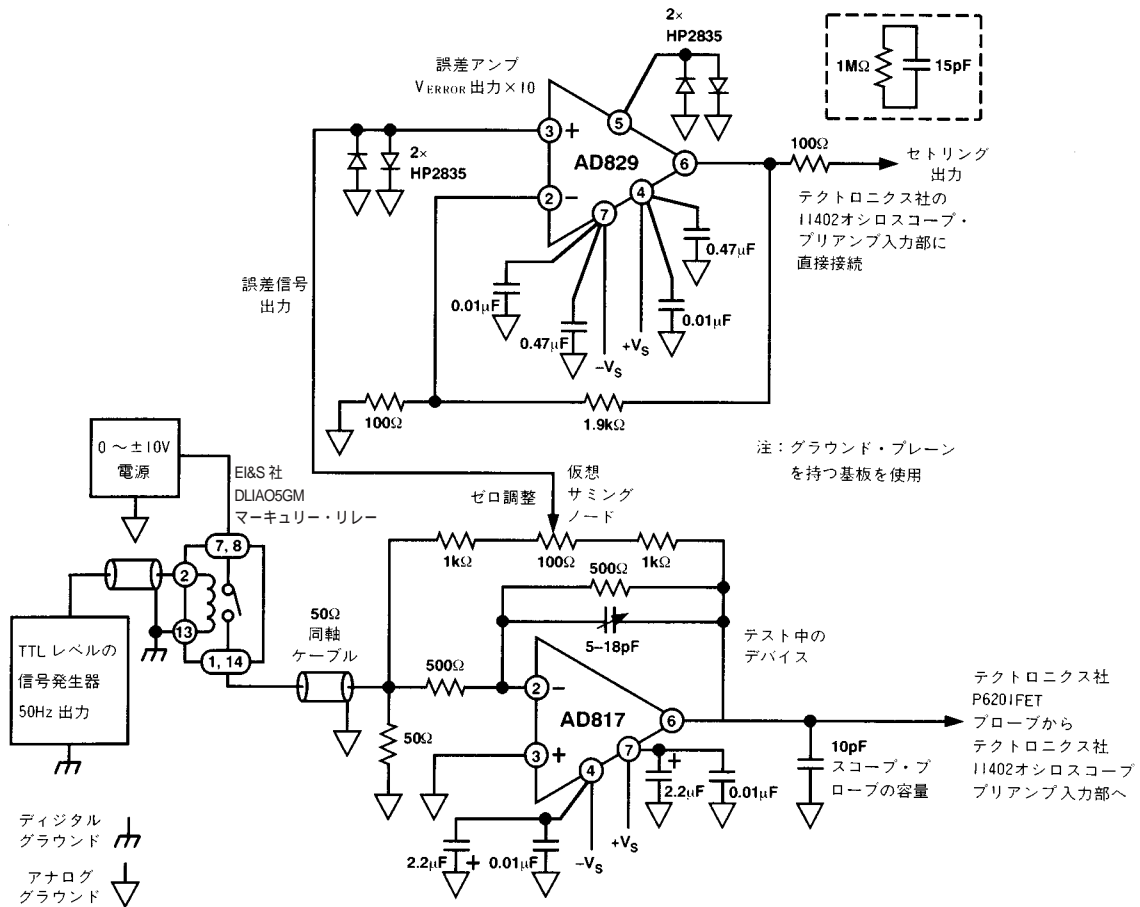 2×
HP2835
1MΩ
15pF
誤差アンプ
VERROR 出力×10
3
+
5
AD829
6
2
−
4
7
2×
HP2835
100Ω
セトリング
出力
テクトロニクス社の
11402オシロスコープ・
プリアンプ入力部に
直接接続
0.47μF
0.01μF
0.01μF
0.47μF
+VS
−VS
誤差信号
出力
100Ω
1.9kΩ
注：グラウンド・プレーン
を持つ基板を使用
0～±10V
電源
EI&S 社
DLIAO5GM
マーキュリー・リレー
ゼロ調整
仮想
サミング
ノード
7, 8
2
13
1, 14
1kΩ
100Ω
1kΩ
500Ω
5–18pF
TTL レベルの
信号発生器
50Hz 出力
50Ω
同軸
ケーブル
500Ω
50Ω
2
−
AD817
6
3
+
7
4
テスト中の
デバイス
テクトロニクス社
P6201FET
プローブから
テクトロニクス社
11402オシロスコープ
プリアンプ入力部へ
10pF
スコープ・プ
ローブの容量
+
2.2μF
0.01μF
2.2μF
+
0.01μF
−VS
+VS
ディジタル
グラウンド
アナログ
グラウンド